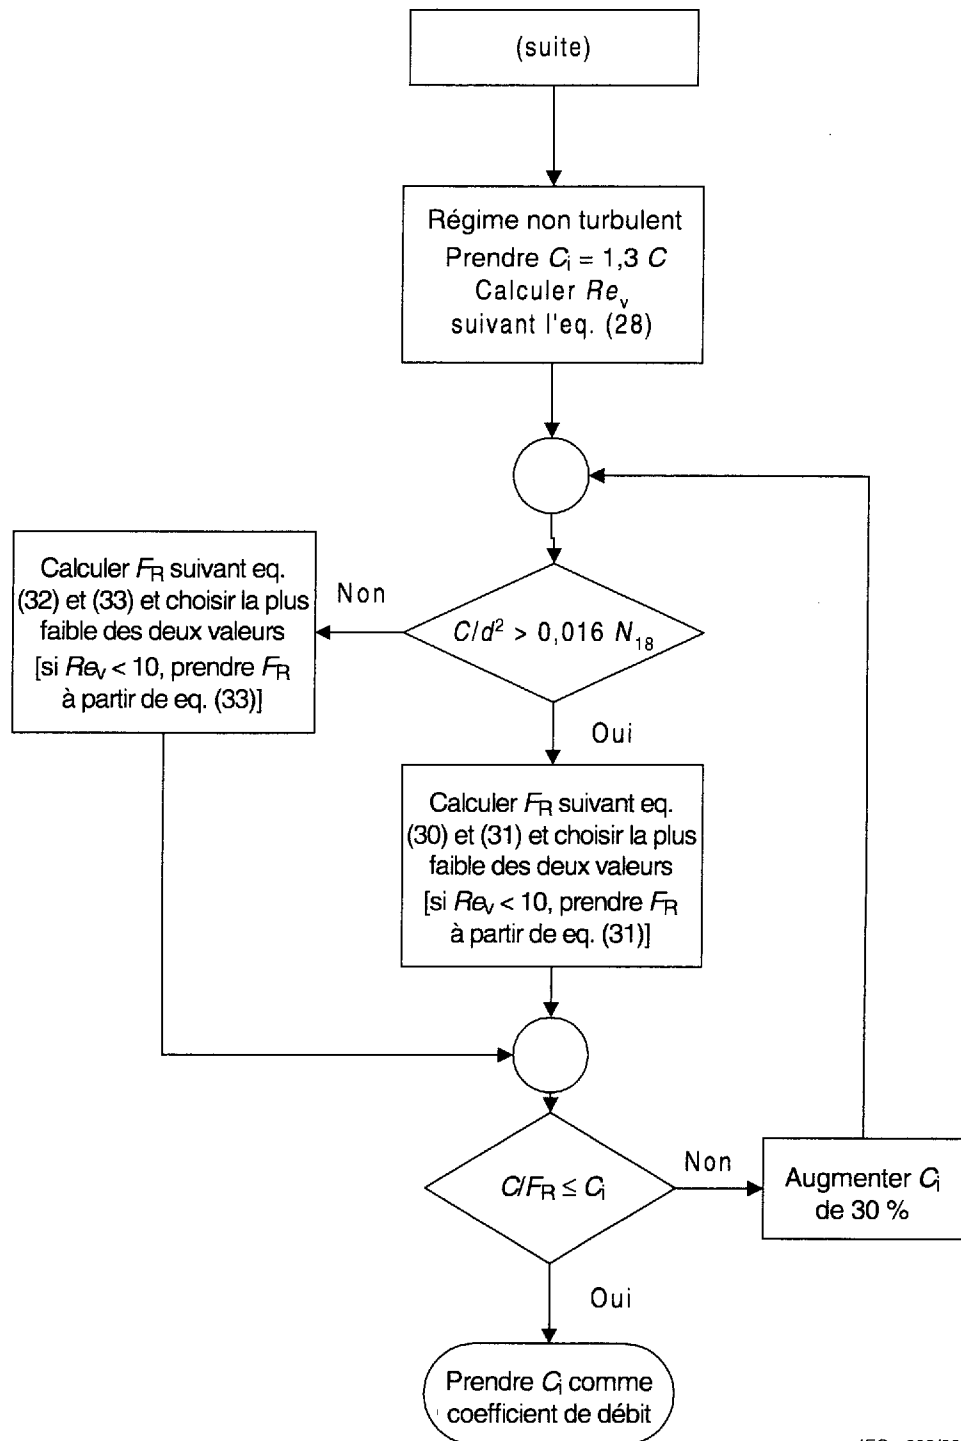 (suite)
Régime non turbulent
Prendre Ci = 1,3 C
Calculer Rev
suivant l'eq. (28)
Calculer FR suivant eq.
(32) et (33) et choisir la plus
faible des deux valeurs
[si Rev < 10, prendre FR
à partir de eq. (33)]
Non
C/d² > 0,016 N18
Oui
Calculer FR suivant eq.
(30) et (31) et choisir la plus
faible des deux valeurs
[si Rev < 10, prendre FR
à partir de eq. (31)]
C/FR ≤ Ci
Non
Augmenter Ci
de 30 %
Oui
Prendre Ci comme
coefficient de débit